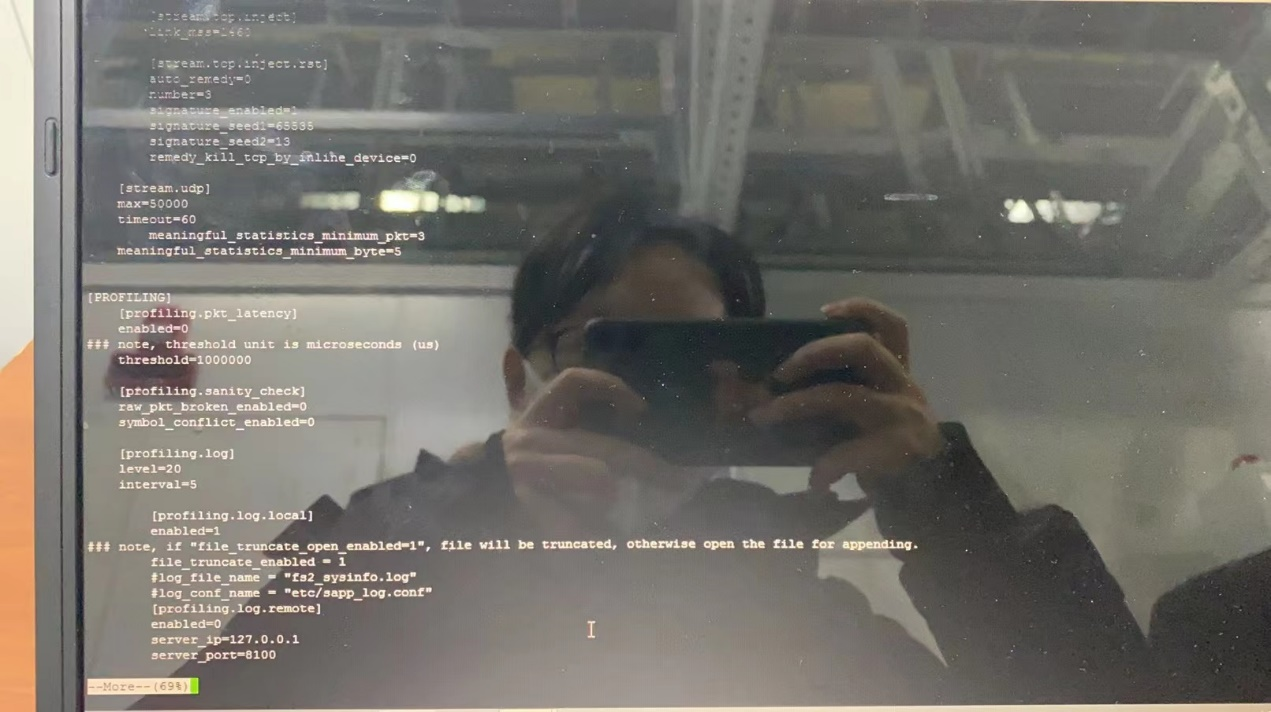 [stream.tcp.inject]
link_mss=1460
[stream.tcp.inject.rst]
auto_remedy=0
number=3
signature_enabled=1
signature_seed1=65535
signature_seed2=13
remedy_kill_tcp_by_inline_device=0
[stream.udp]
max=50000
timeout=60
meaningful_statistics_minimum_pkt=3
meaningful_statistics_minimum_byte=5
[PROFILING]
[profiling.pkt_latency]
enabled=0
### note, threshold unit is microseconds (us)
threshold=1000000
[profiling.sanity_check]
raw_pkt_broken_enabled=0
symbol_conflict_enabled=0
[profiling.log]
level=20
interval=5
[profiling.log.local]
enabled=1
### note, if "file_truncate_open_enabled=1", file will be truncated, otherwise open the file for appending.
file_truncate_enabled = 1
#log_file_name = "fs2_sysinfo.log"
#log_conf_name = "etc/sapp_log.conf"
[profiling.log.remote]
enabled=0
server_ip=127.0.0.1
server_port=8100
--More--(69%)